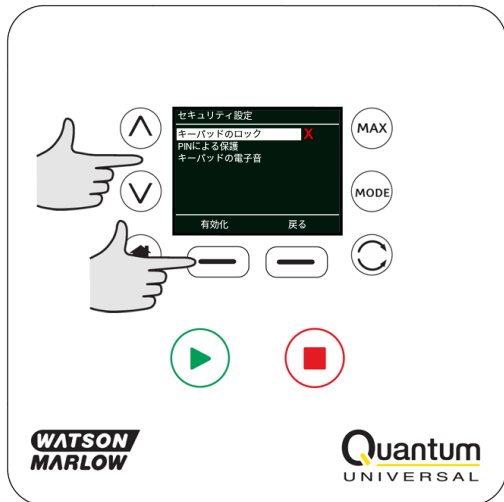 セキュリティ設定
キーパッドのロック X
PINによる保護
キーパッドの電子音
有効化 戻る
MAX
MODE
WATSON
MARLOW
Quantum
UNIVERSAL